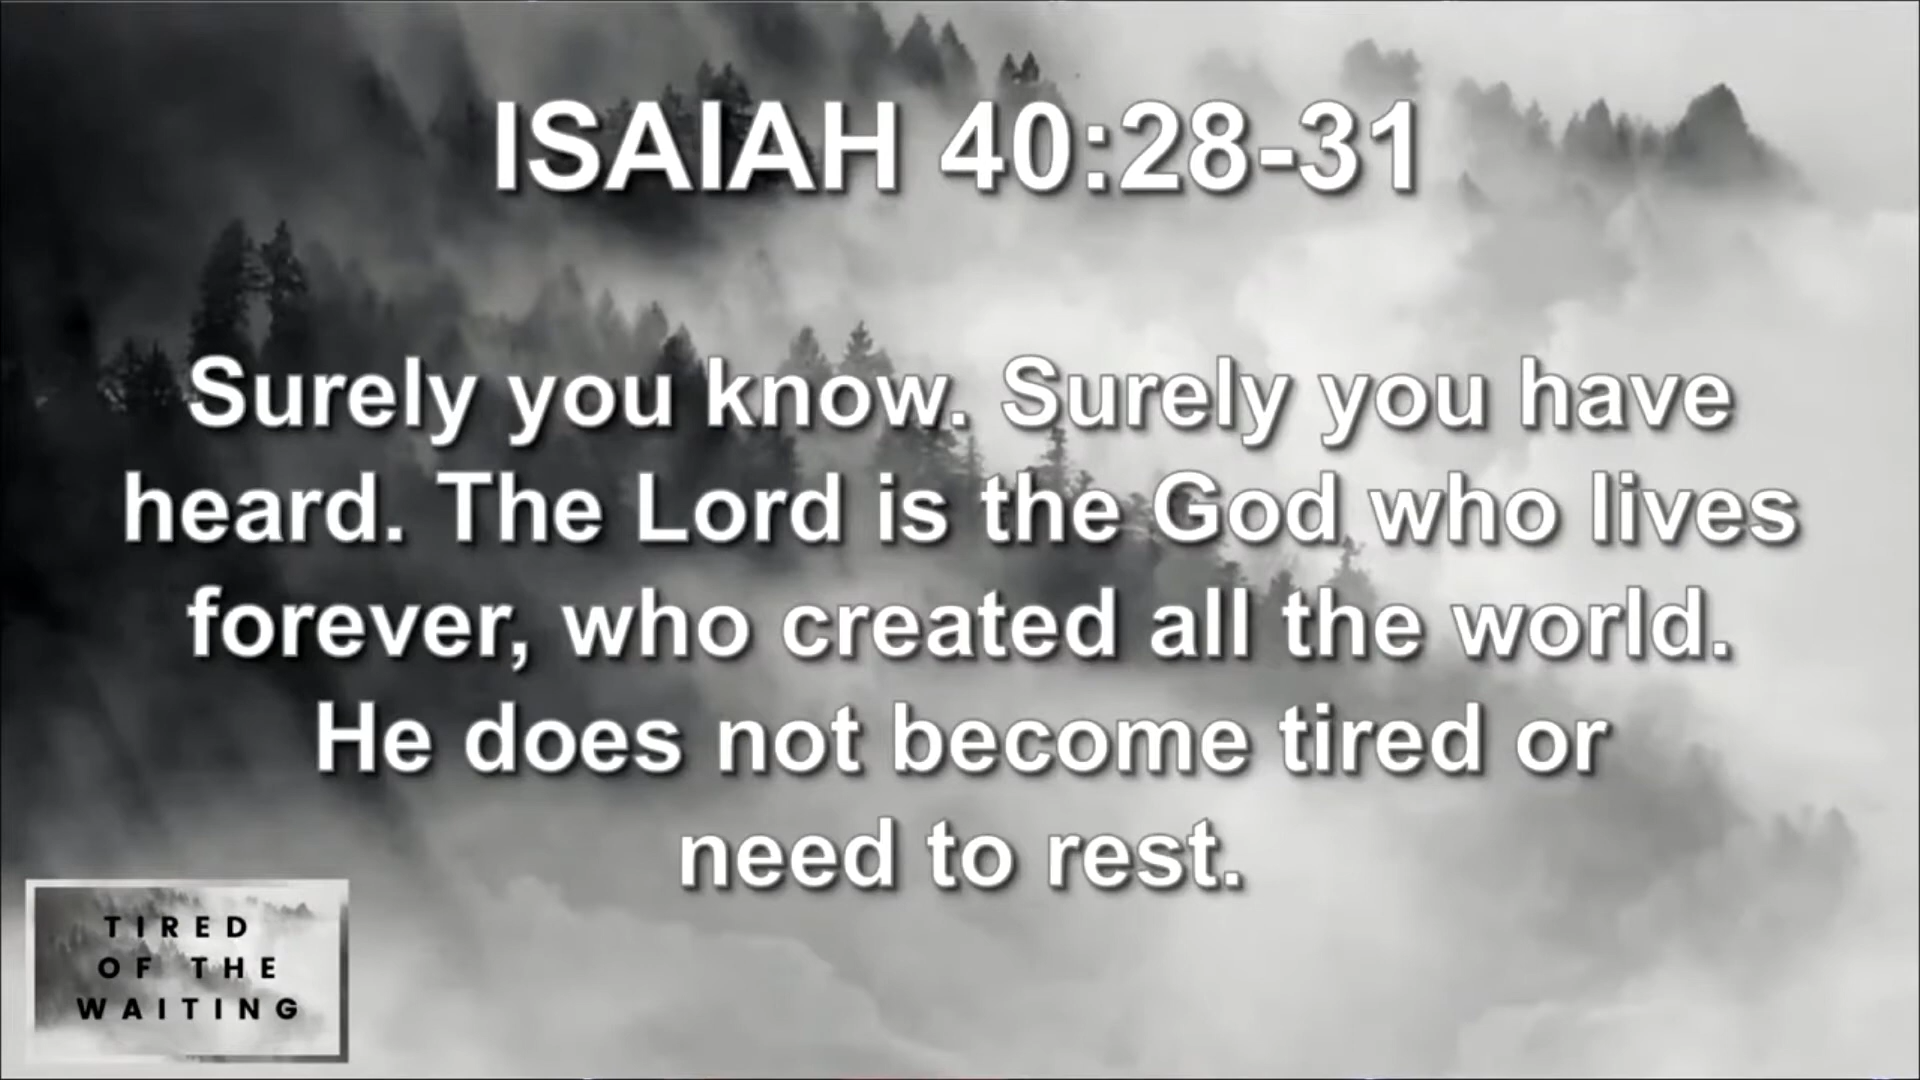 ISAIAH 40:28-31
Surely you know. Surely you have
heard. The Lord is the God who lives
forever, who created all the world.
He does not become tired or
need to rest.
TIRED
OF THE
WAITING